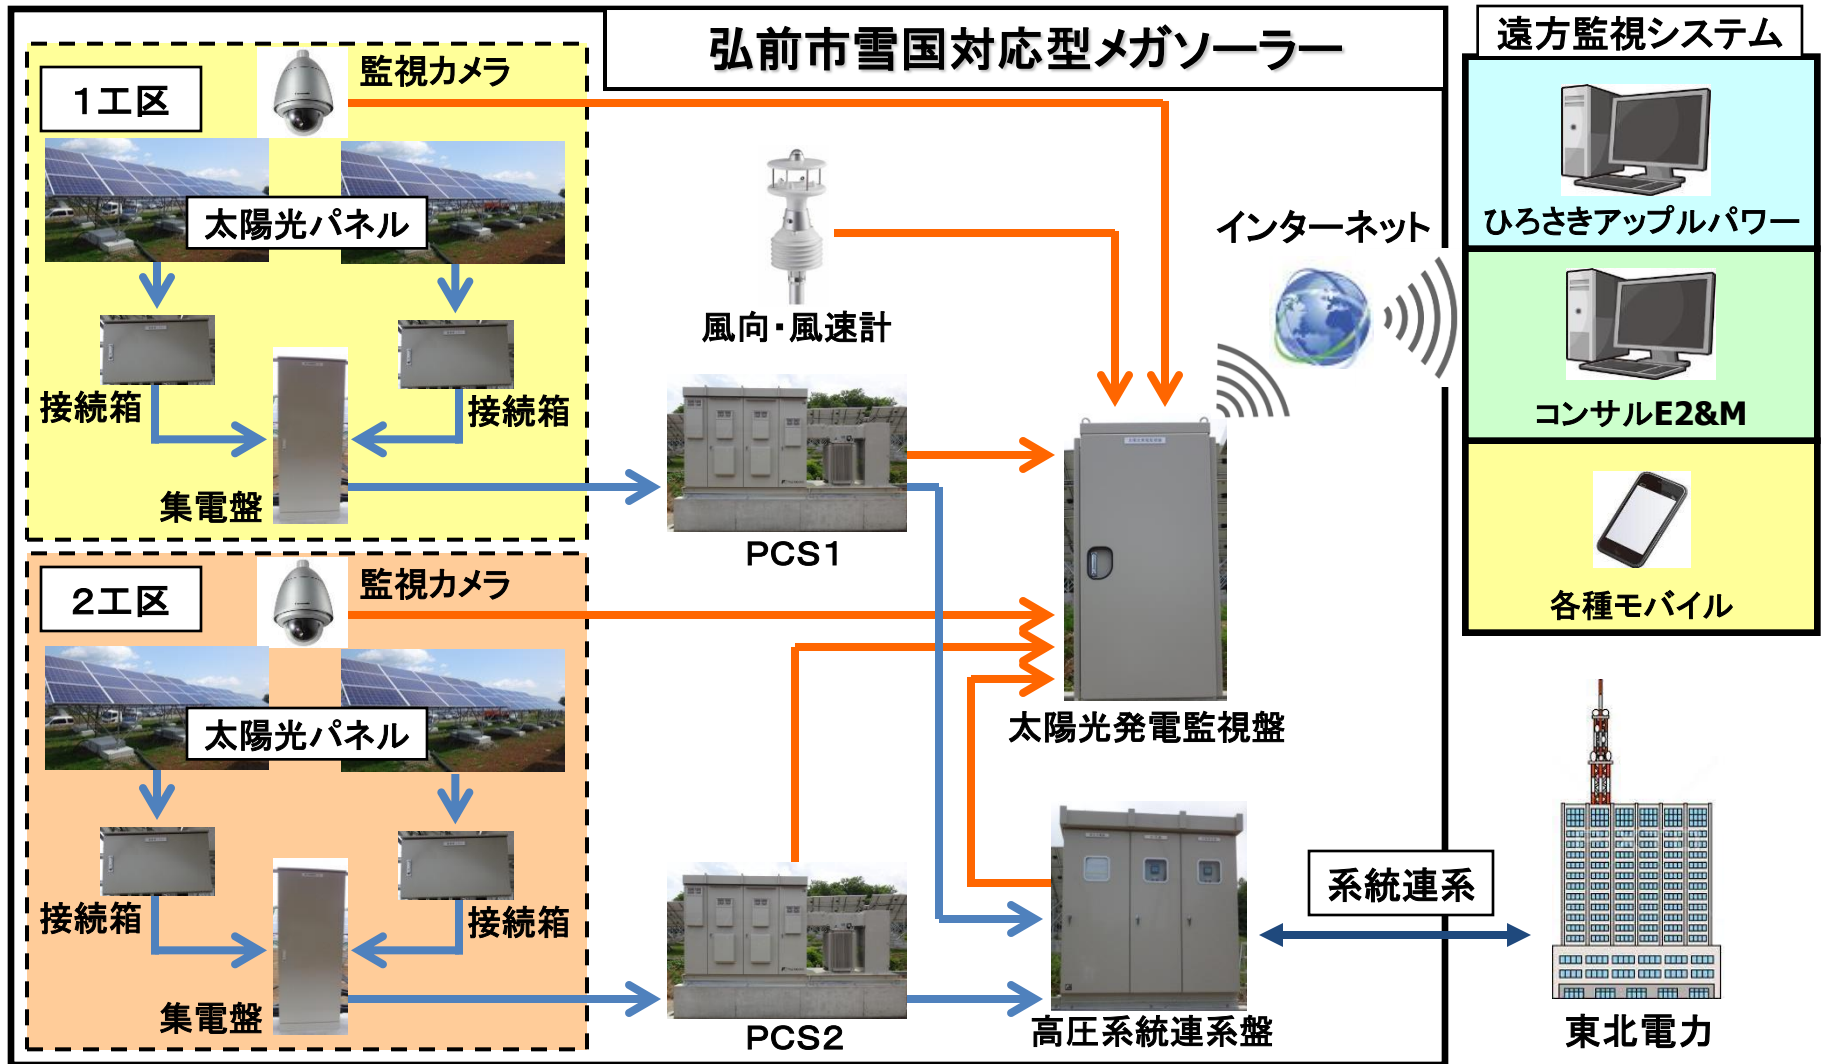 弘前市雪国対応型メガソーラー
遠方監視システム
1工区
監視カメラ
太陽光パネル
接続箱
接続箱
集電盤
風向・風速計
インターネット
PCS1
太陽光発電監視盤
ひろさきアップルパワー
コンサルE2&M
各種モバイル
2工区
監視カメラ
太陽光パネル
接続箱
接続箱
集電盤
PCS2
高圧系統連系盤
系統連系
東北電力